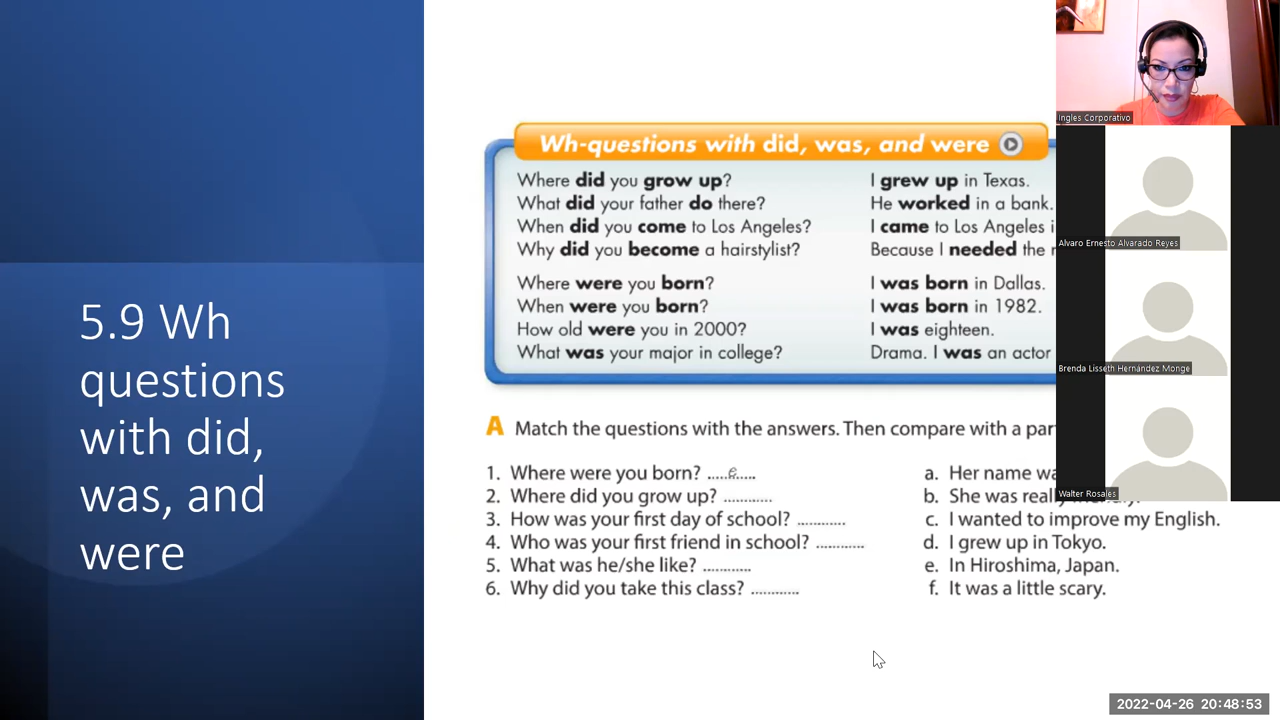 5.9 Wh
questions
with did,
was, and
were
Wh-questions with did, was, and were
Where did you grow up? I grew up in Texas.
What did your father do there? He worked in a bank.
When did you come to Los Angeles? I came to Los Angeles i
Why did you become a hairstylist? Because I needed the
Where were you born? I was born in Dallas.
When were you born? I was born in 1982.
How old were you in 2000? I was eighteen.
What was your major in college? Drama. I was an actor
A Match the questions with the answers. Then compare with a par
1. Where were you born? ......e......
2. Where did you grow up? ............
3. How was your first day of school? ............
4. Who was your first friend in school? ............
5. What was he/she like? ............
6. Why did you take this class? ............
a. Her name wa
b. She was really friendly.
c. I wanted to improve my English.
d. I grew up in Tokyo.
e. In Hiroshima, Japan.
f. It was a little scary.
Ingles Corporativo
Alvaro Ernesto Alvarado Reyes
Brenda Lisseth Hernández Monge
Walter Rosales
2022-04-26 20:48:53